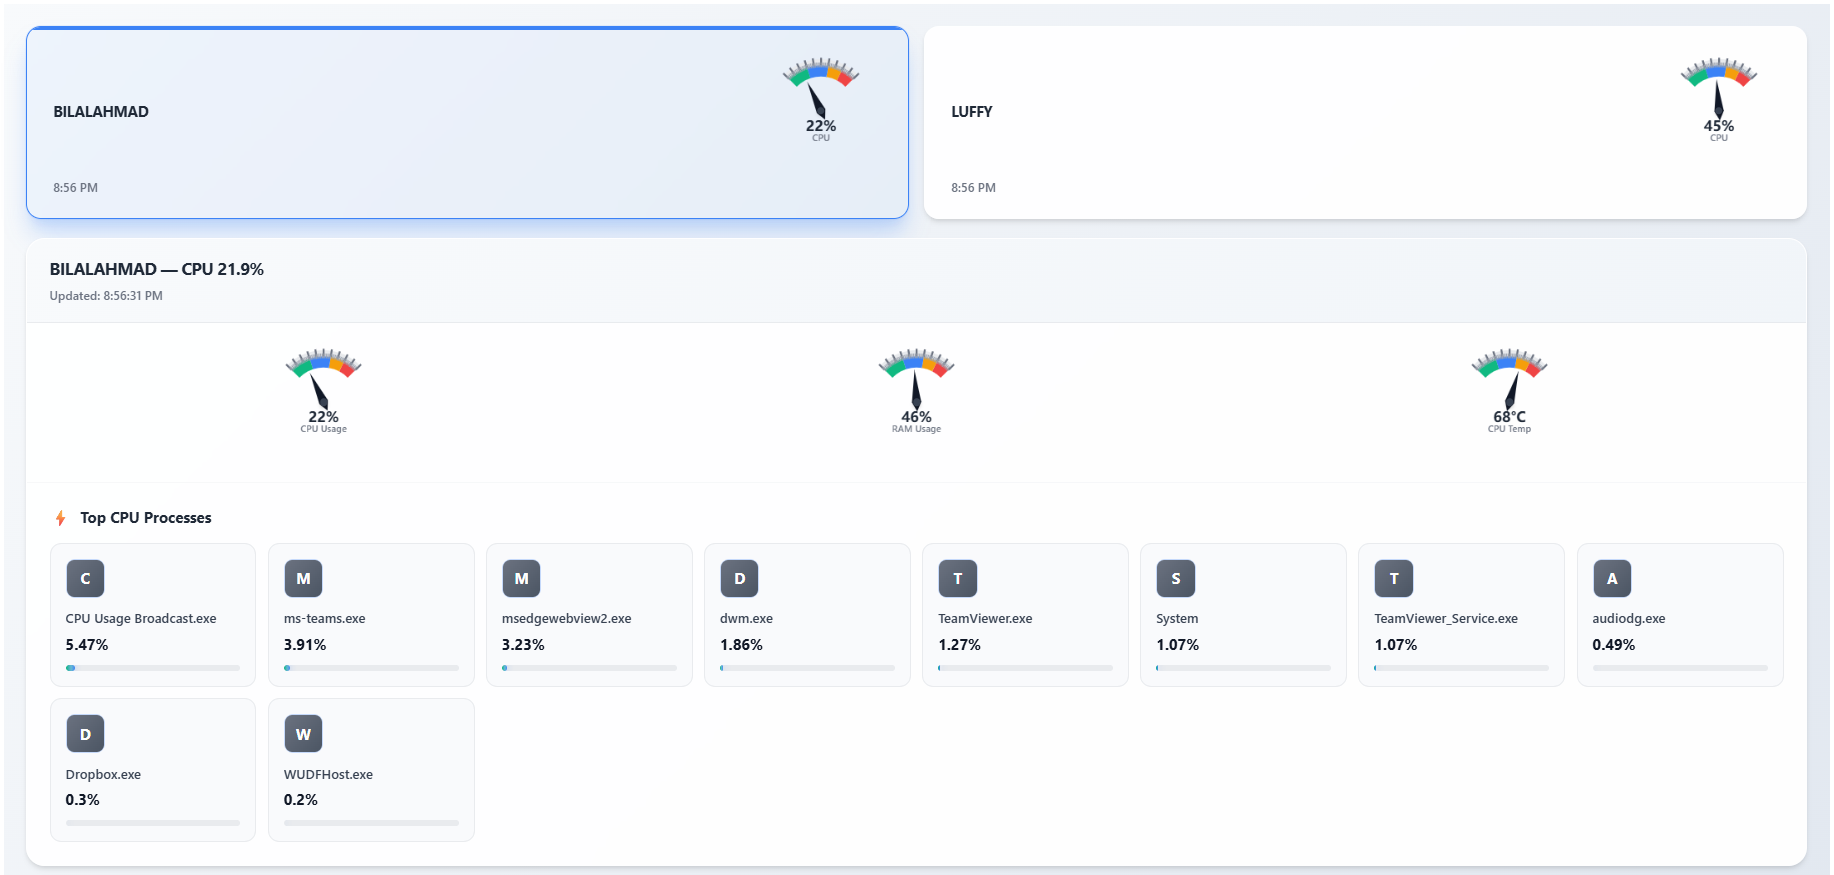 BILALAHMAD
22%
CPU
8:56 PM
LUFFY
45%
CPU
8:56 PM
BILALAHMAD — CPU 21.9%
Updated: 8:56:31 PM
22%
CPU Usage
46%
RAM Usage
68°C
CPU Temp
Top CPU Processes
C
CPU Usage Broadcast.exe
5.47%
M
ms-teams.exe
3.91%
M
msedgewebview2.exe
3.23%
D
dwm.exe
1.86%
T
TeamViewer.exe
1.27%
S
System
1.07%
T
TeamViewer_Service.exe
1.07%
A
audiodg.exe
0.49%
D
Dropbox.exe
0.3%
W
WUDFHost.exe
0.2%